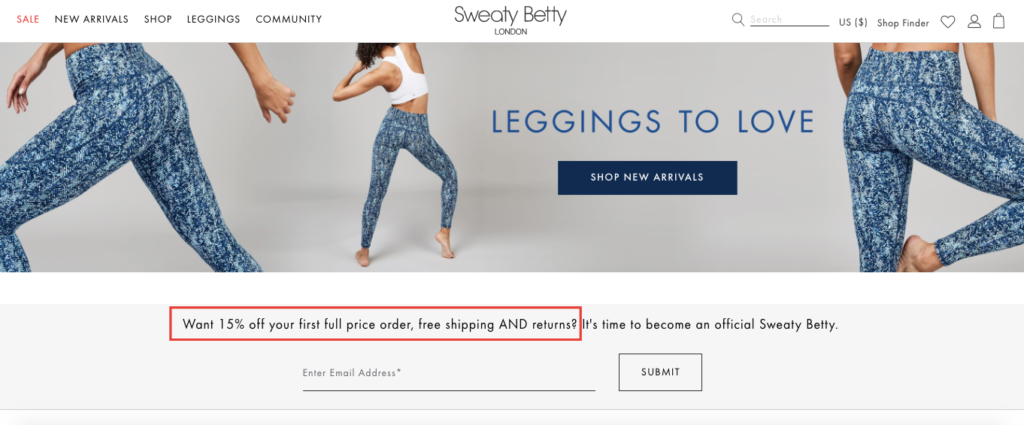 SALE NEW ARRIVALS SHOP LEGGINGS COMMUNITY
Sweaty Betty
LONDON
Search
US ($) Shop Finder
LEGGINGS TO LOVE
SHOP NEW ARRIVALS
Want 15% off your first full price order, free shipping AND returns? It's time to become an official Sweaty Betty.
Enter Email Address*
SUBMIT